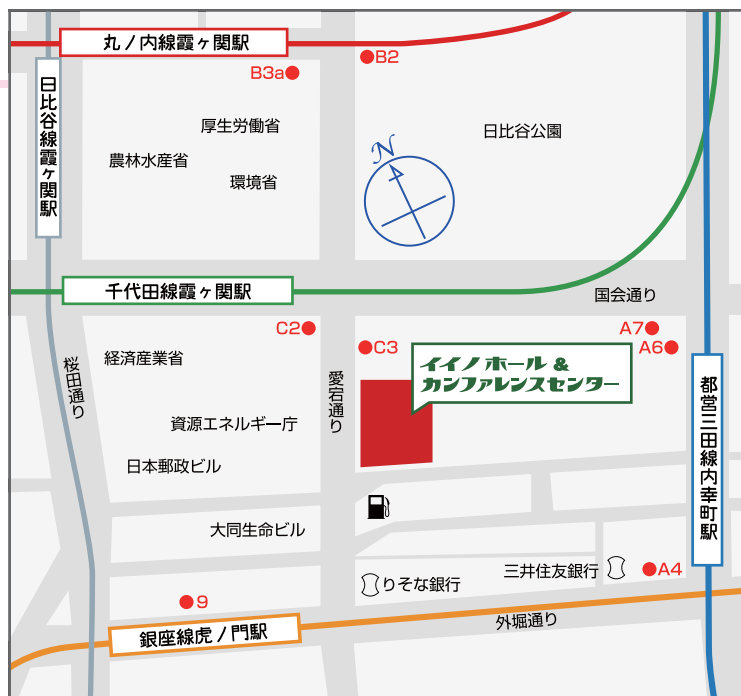 丸ノ内線霞ヶ関駅
B2
B3a
日比谷線霞ヶ関駅
厚生労働省
日比谷公園
N
農林水産省
環境省
千代田線霞ヶ関駅
国会通り
C2
A7
C3
A6
経済産業省
イイノホール &
カンファレンスセンター
桜田通り
愛宕通り
都営三田線内幸町駅
資源エネルギー庁
日本郵政ビル
大同生命ビル
三井住友銀行
A4
りそな銀行
9
外堀通り
銀座線虎ノ門駅